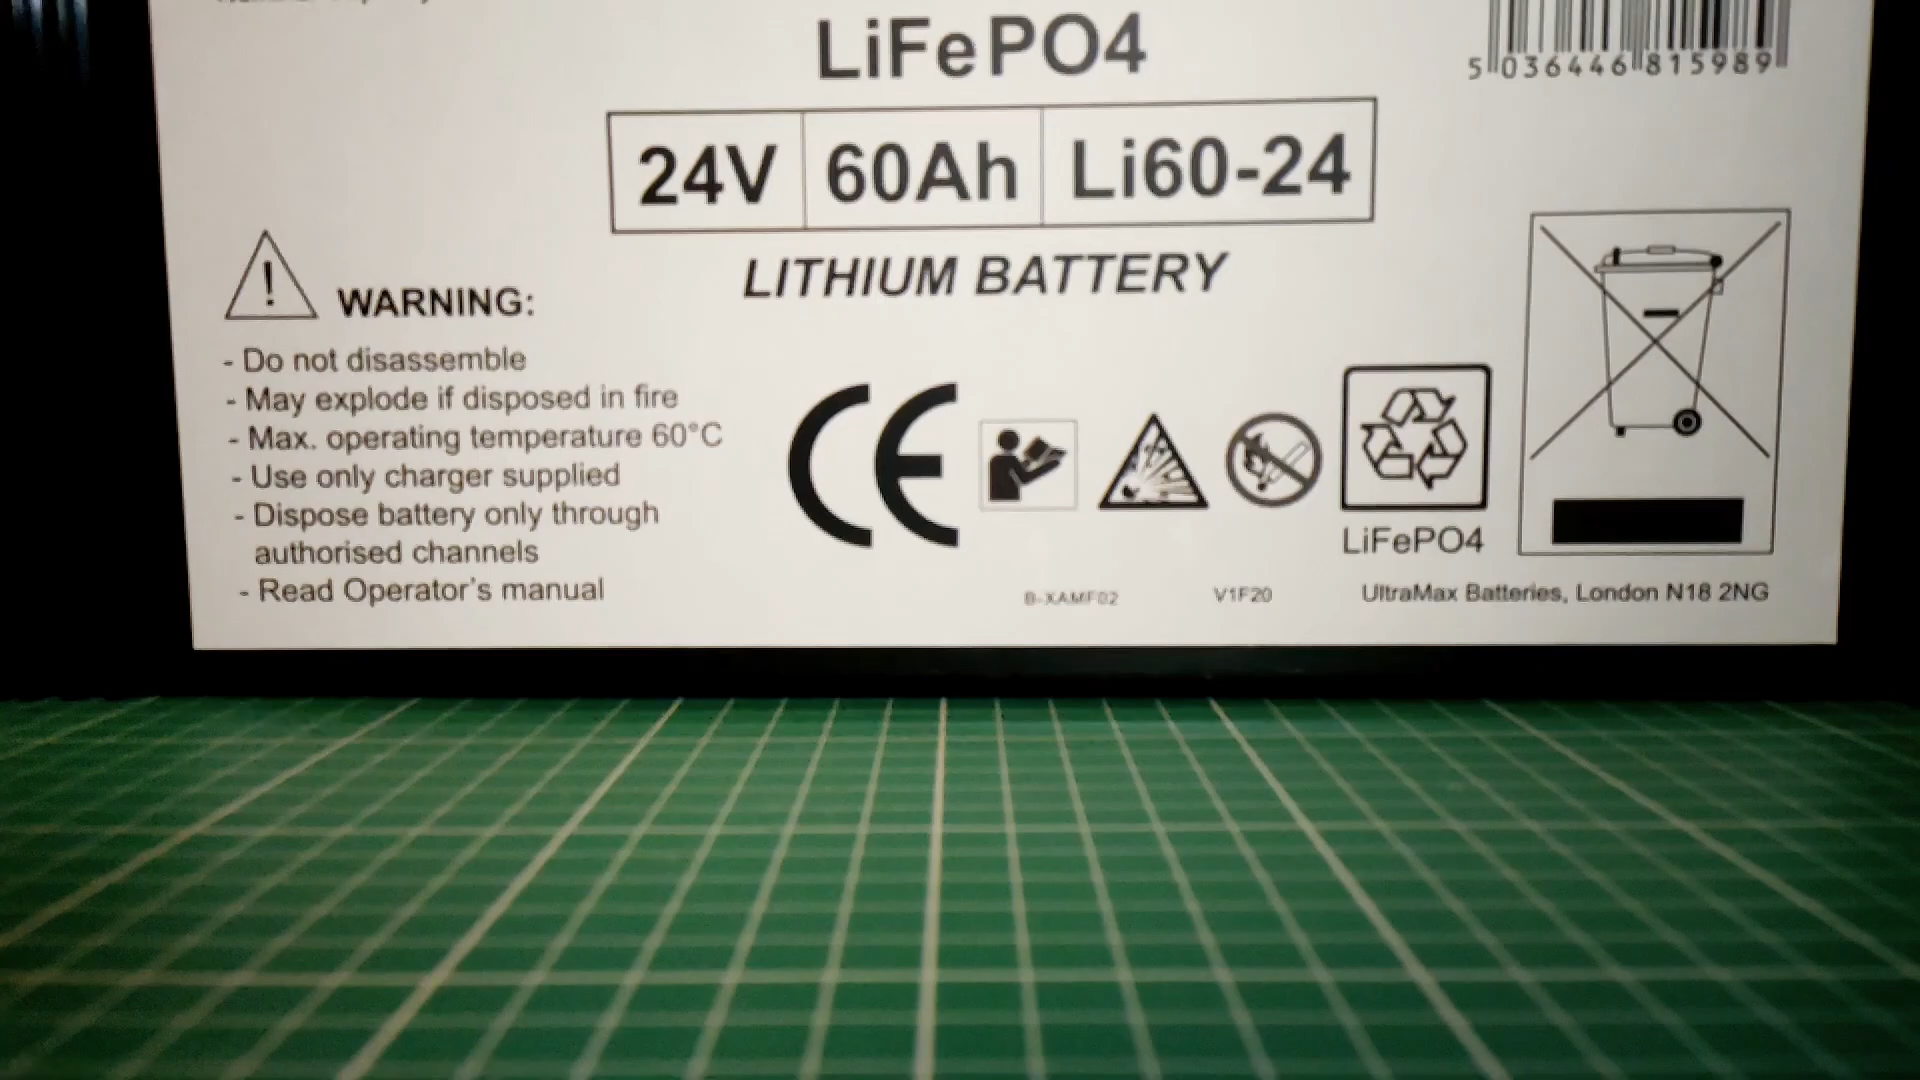 LiFePO4
5 036446 815989
24V 60Ah Li60-24
LITHIUM BATTERY
! WARNING:
- Do not disassemble
- May explode if disposed in fire
- Max. operating temperature 60°C
- Use only charger supplied
- Dispose battery only through
authorised channels
- Read Operator's manual
CE
LiFePO4
B-XAMF02
V1F20
UltraMax Batteries, London N18 2NG